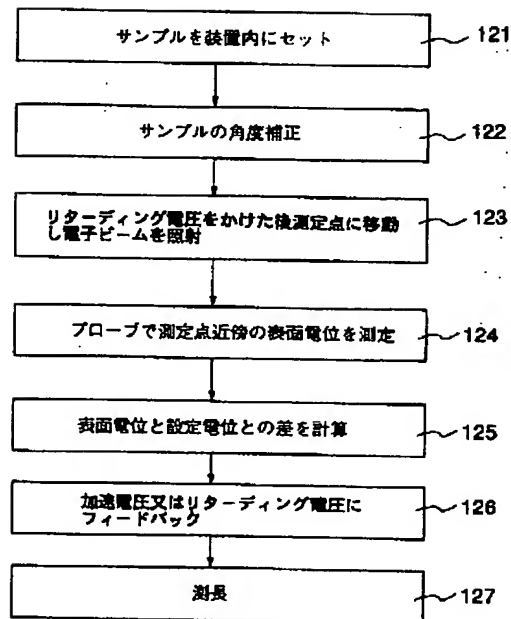 サンプルを装置内にセット
121
サンプルの角度補正
122
リターディング電圧をかけた後測定点に移動
し電子ビームを照射
123
プローブで測定点近傍の表面電位を測定
124
表面電位と設定電位との差を計算
125
加速電圧又はリターディング電圧に
フィードバック
126
測長
127